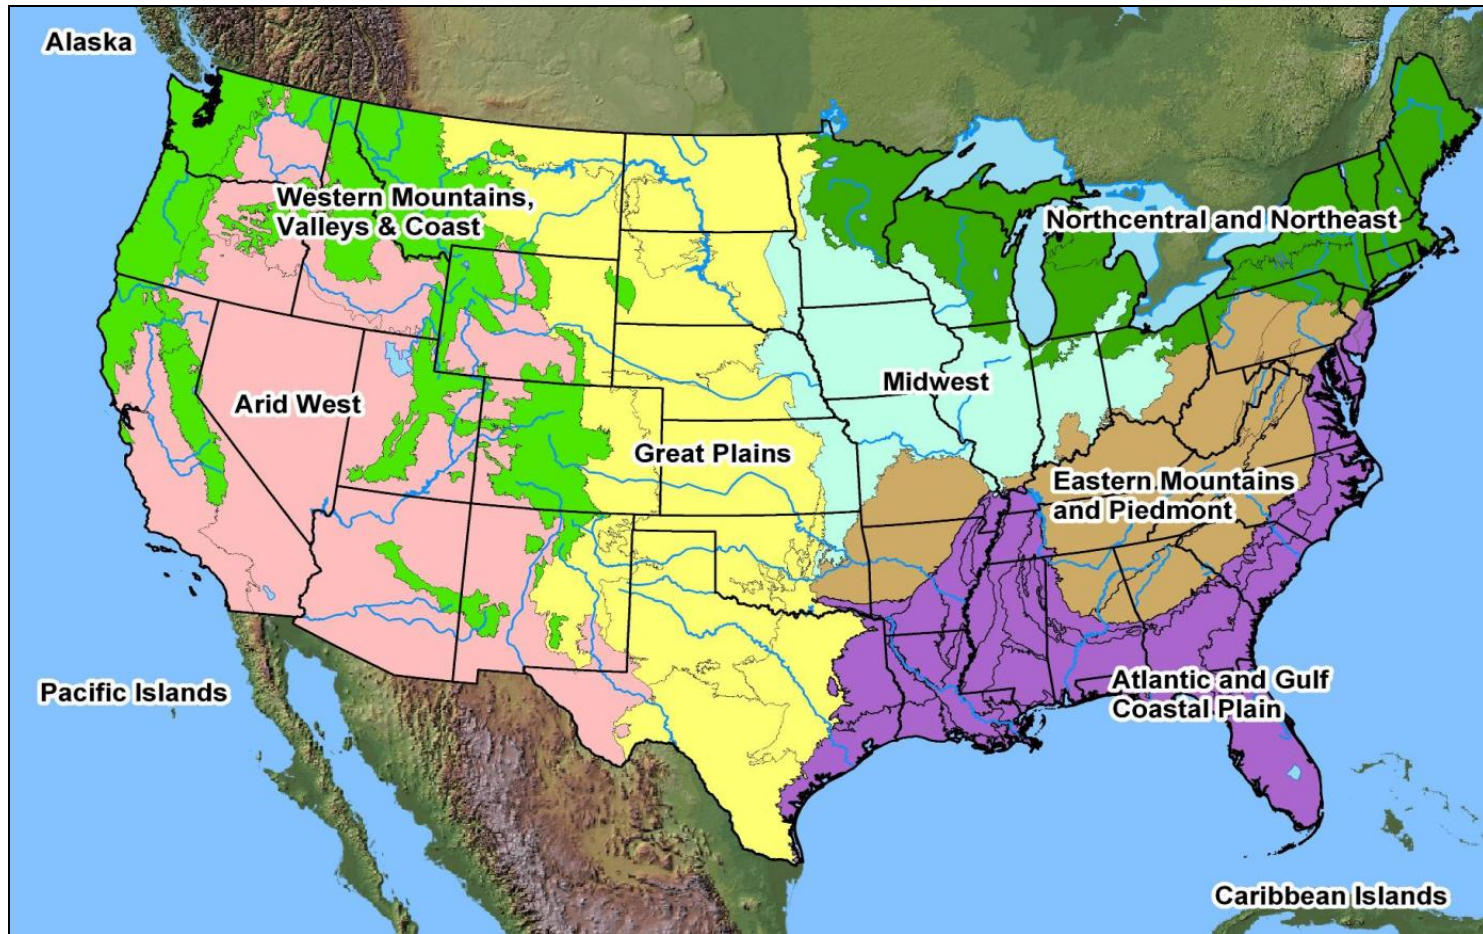 Alaska
Western Mountains,
Valleys & Coast
Northcentral and Northeast
Arid West
Midwest
Great Plains
Eastern Mountains
and Piedmont
Pacific Islands
Atlantic and Gulf
Coastal Plain
Caribbean Islands